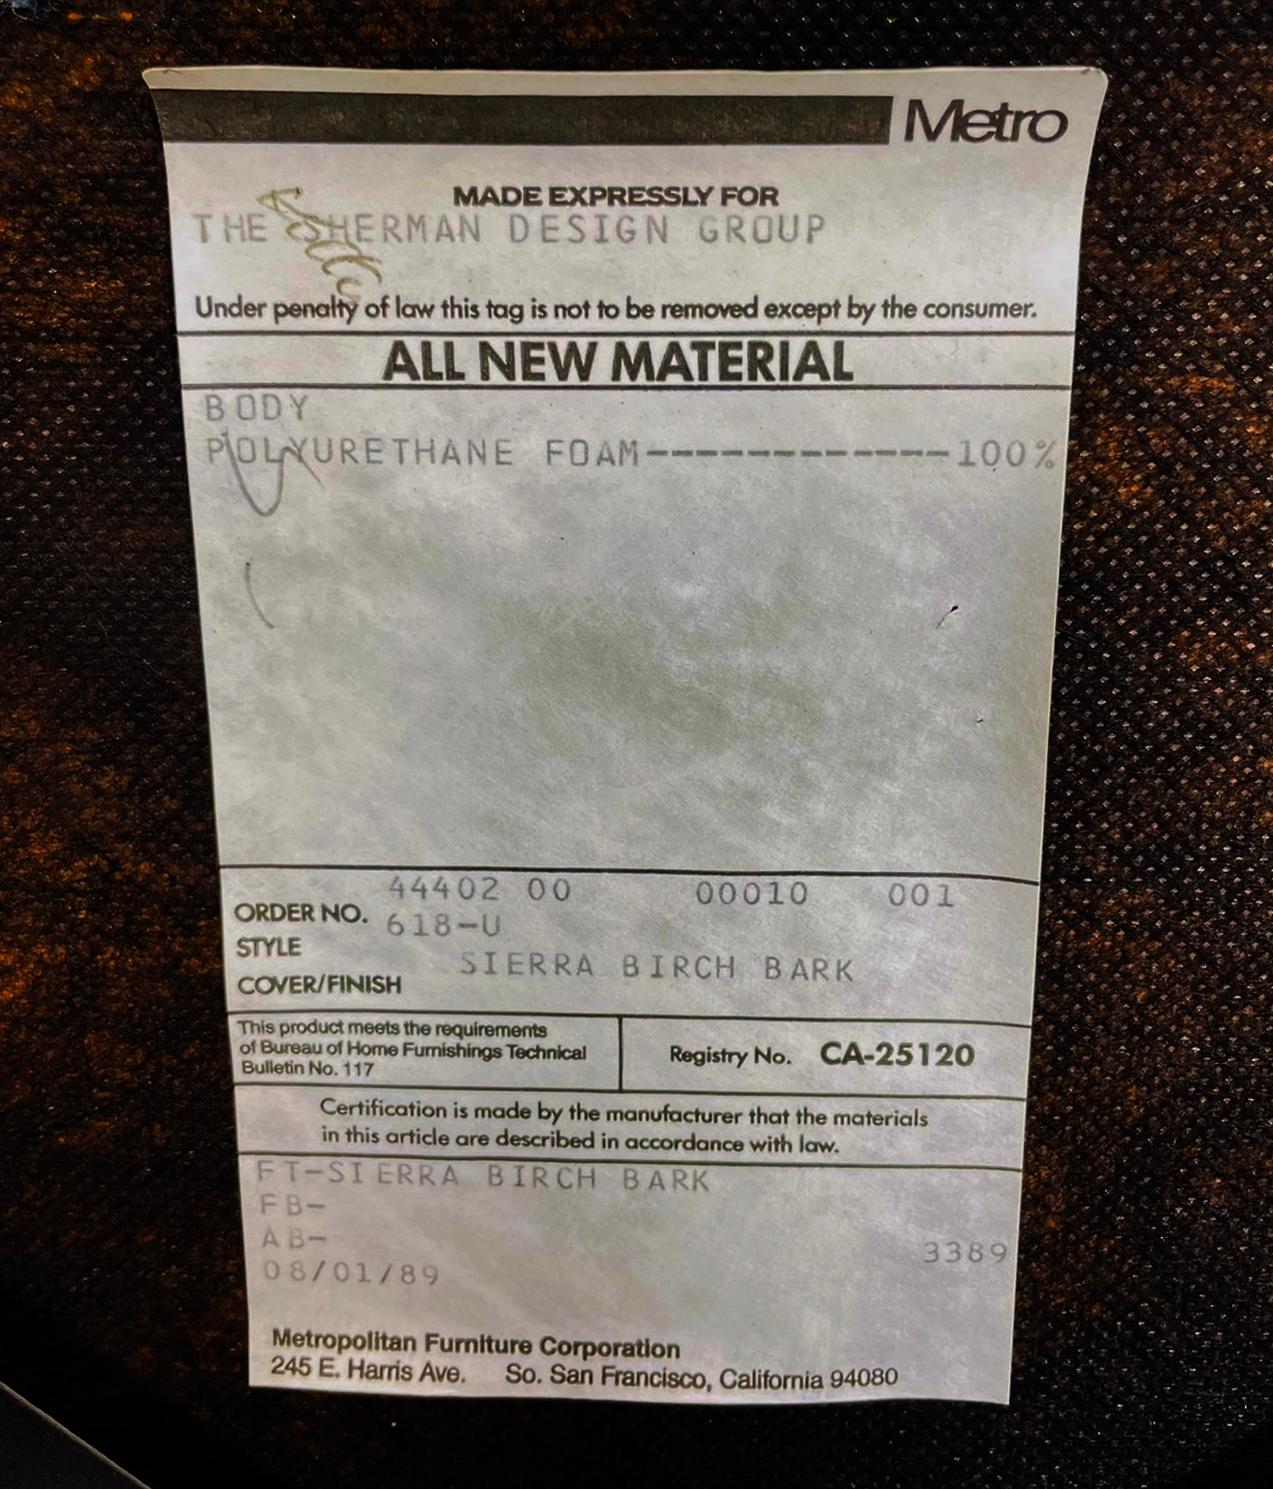 Metro
MADE EXPRESSLY FOR
THE SHERMAN DESIGN GROUP
Under penalty of law this tag is not to be removed except by the consumer.
ALL NEW MATERIAL
BODY
POLYURETHANE FOAM-------------100%
44402 00 00010 001
ORDER NO. 618-U
STYLE
SIERRA BIRCH BARK
COVER/FINISH
This product meets the requirements
of Bureau of Home Furnishings Technical
Bulletin No. 117
Registry No. CA-25120
Certification is made by the manufacturer that the materials
in this article are described in accordance with law.
FT-SIERRA BIRCH BARK
FB-
AB-
3389
08/01/89
Metropolitan Furniture Corporation
245 E. Harris Ave. So. San Francisco, California 94080